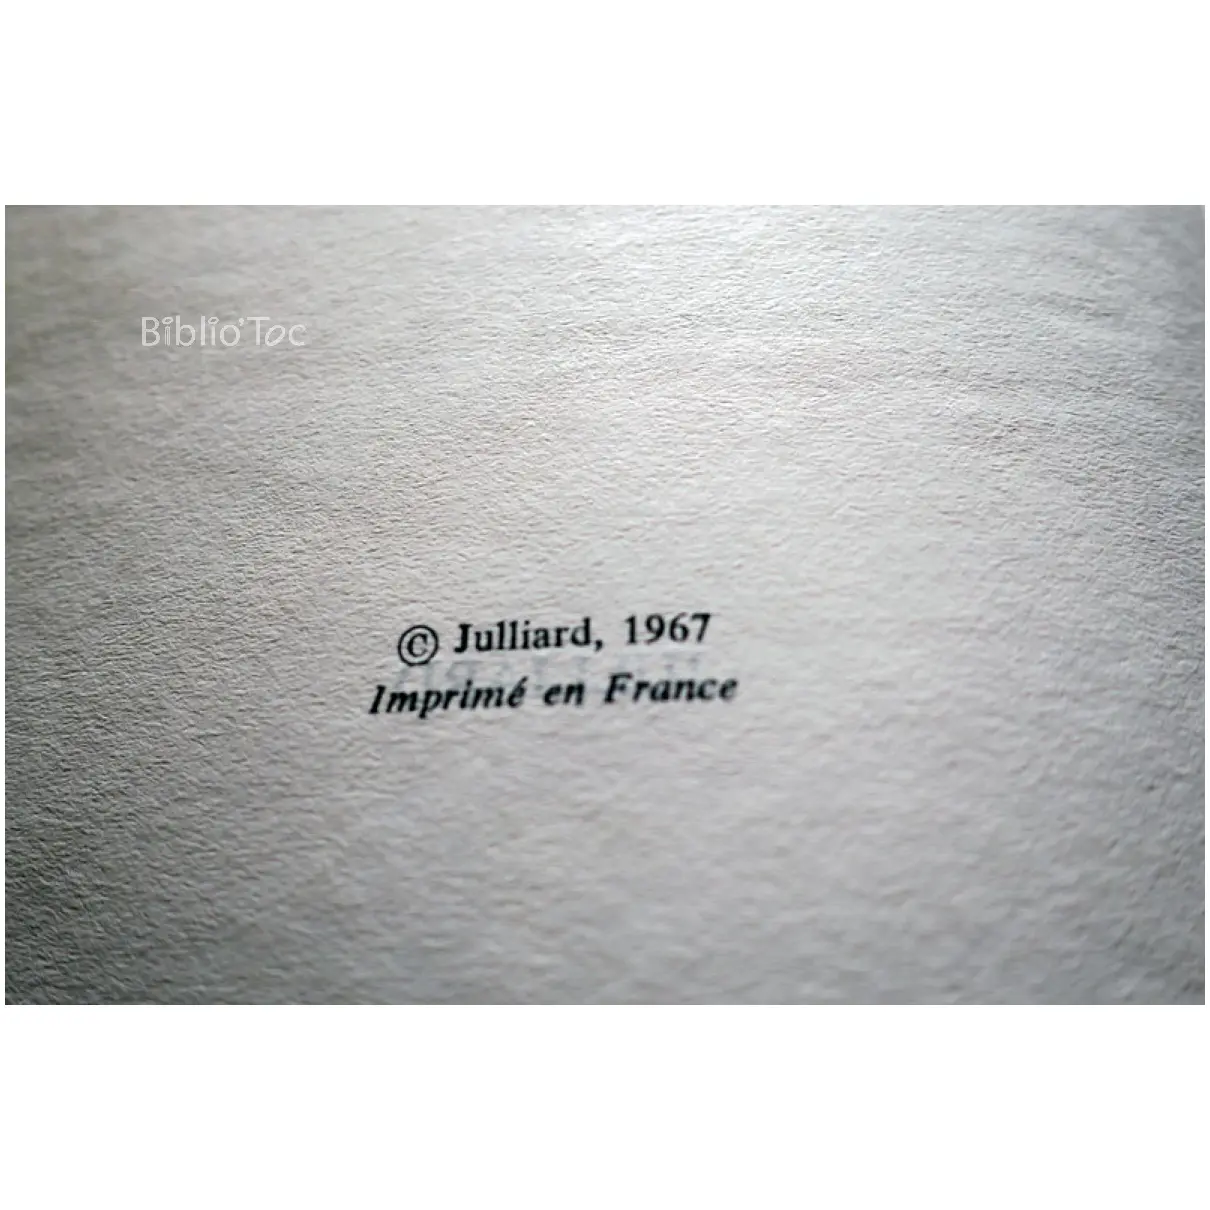 Biblio'Toc
© Julliard, 1967
Imprimé en France